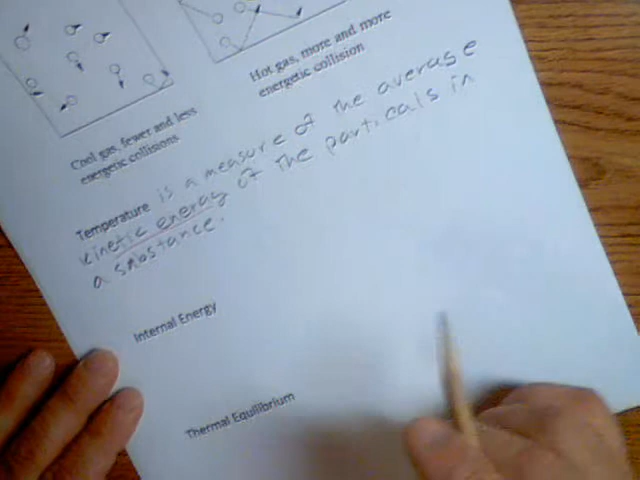 Hot gas, more and more
energetic collision
Cool gas, fewer and less
energetic collisions
Temperature is a measure of the average
kinetic energy of the particals in
a substance.
Internal Energy
Thermal Equilibrium